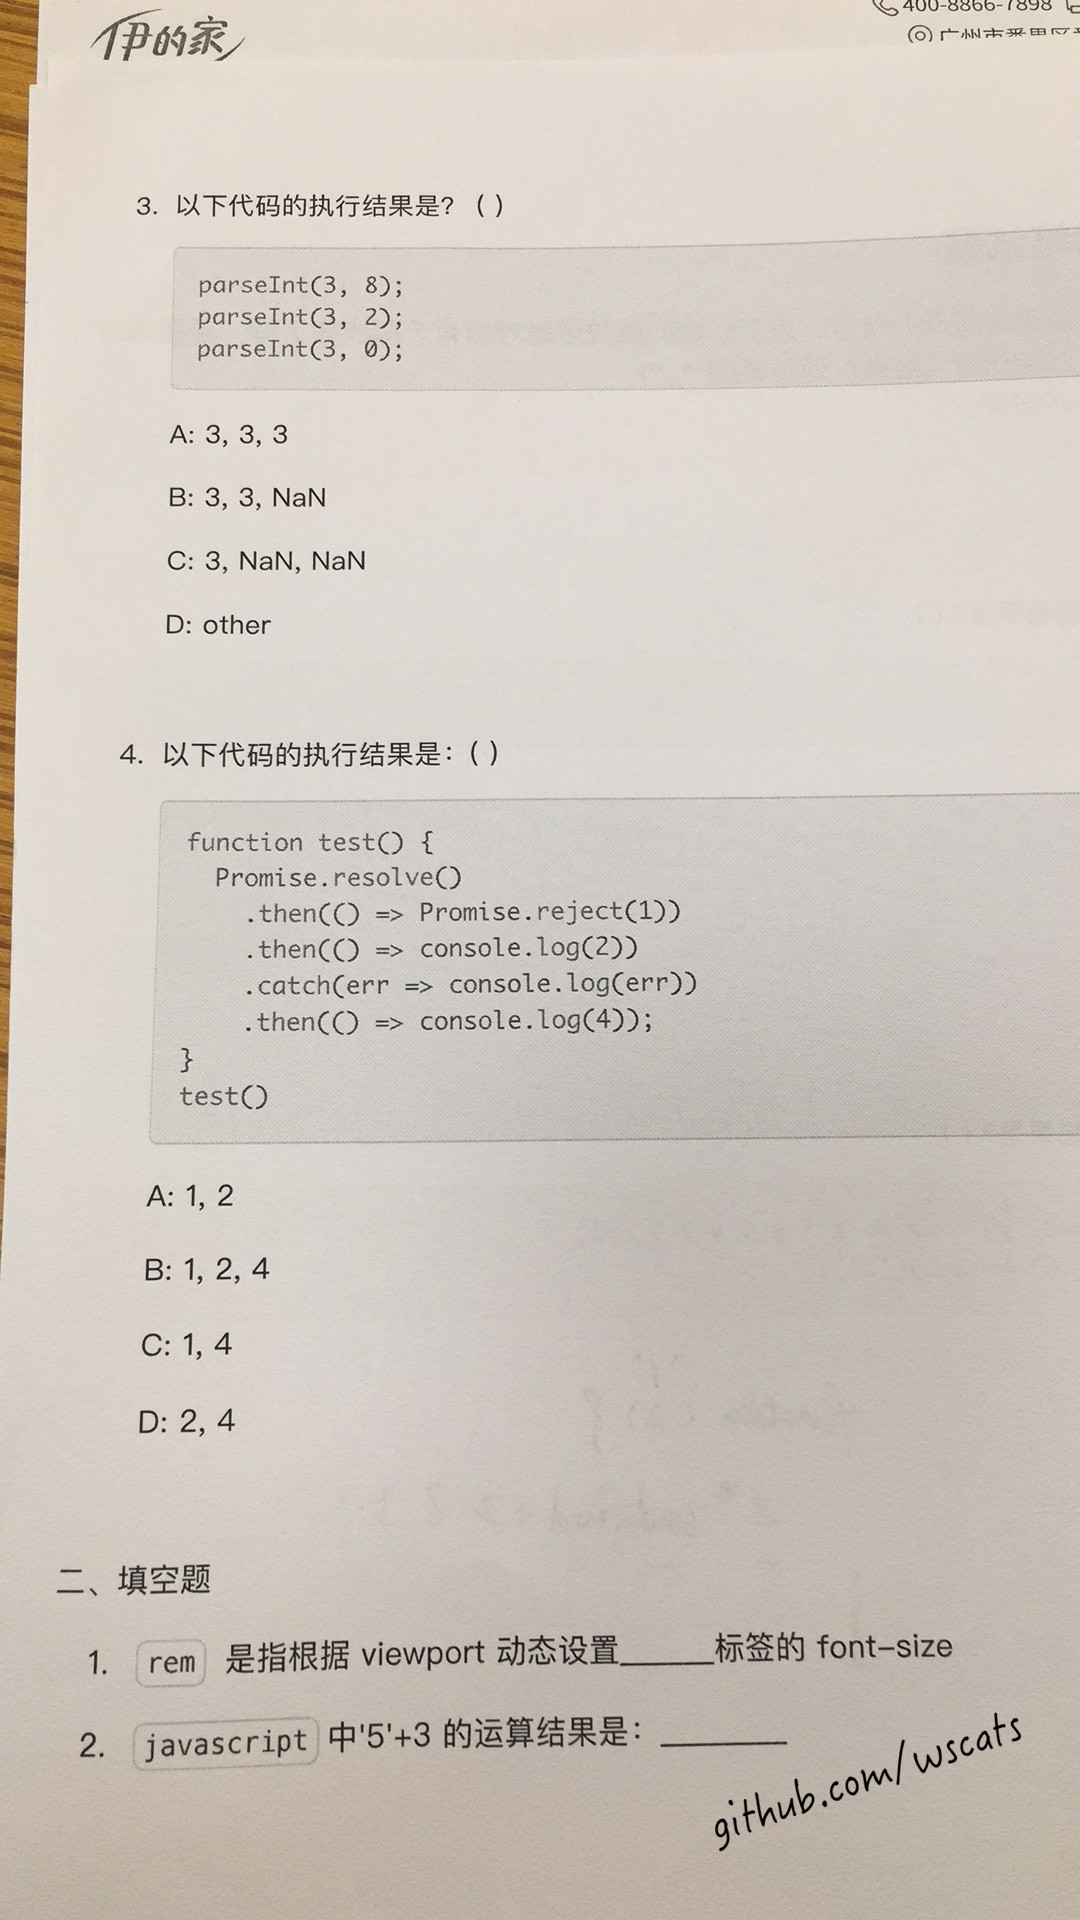 伊的家
400-8866-7898
广州市番禺区
3. 以下代码的执行结果是？（ ）
parseInt(3, 8);
parseInt(3, 2);
parseInt(3, 0);
A: 3, 3, 3
B: 3, 3, NaN
C: 3, NaN, NaN
D: other
4. 以下代码的执行结果是：（ ）
function test() {
  Promise.resolve()
    .then(() => Promise.reject(1))
    .then(() => console.log(2))
    .catch(err => console.log(err))
    .then(() => console.log(4));
}
test()
A: 1, 2
B: 1, 2, 4
C: 1, 4
D: 2, 4
二、填空题
1. rem 是指根据 viewport 动态设置______标签的 font-size
2. javascript 中'5'+3 的运算结果是：________
github.com/wscats